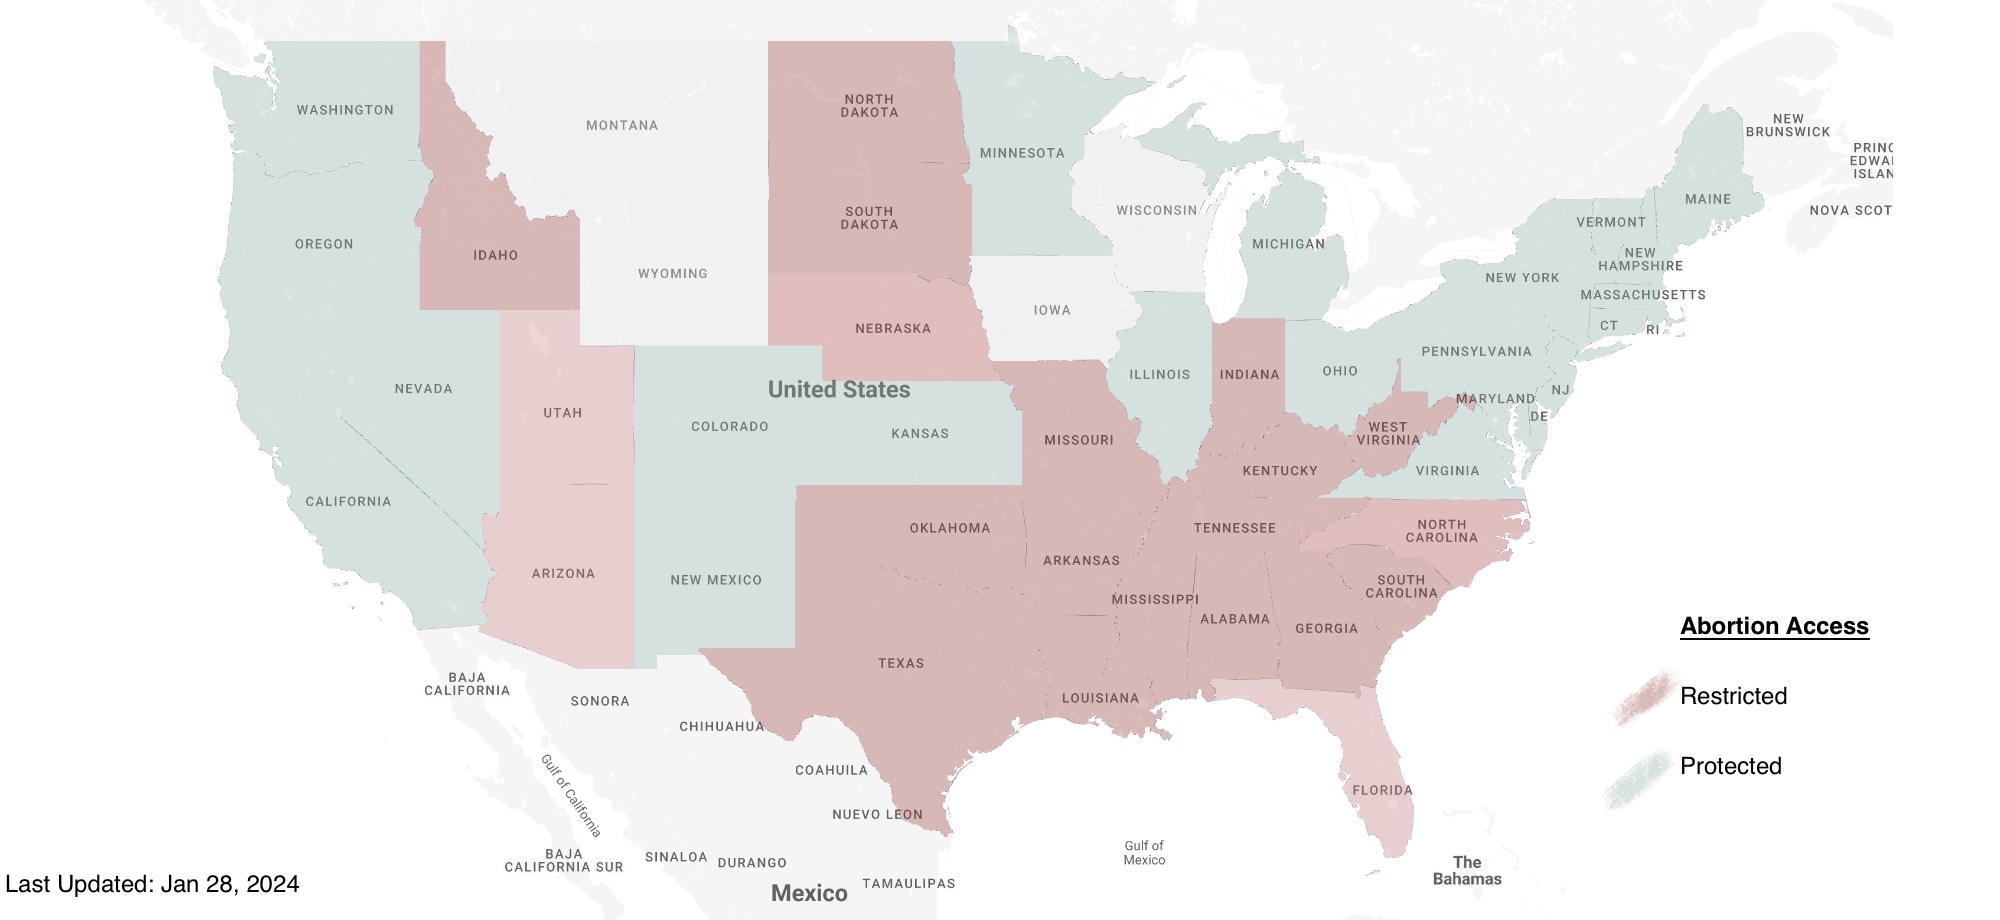 NEW
BRUNSWICK
PRINC
EDWAI
ISLAN
NOVA SCOT
WASHINGTON
MONTANA
NORTH
DAKOTA
MINNESOTA
MAINE
VERMONT
OREGON
IDAHO
WYOMING
SOUTH
DAKOTA
WISCONSIN
MICHIGAN
NEW
HAMPSHIRE
NEW YORK
MASSACHUSETTS
CT
RI
IOWA
NEBRASKA
PENNSYLVANIA
NEVADA
UTAH
United States
COLORADO
KANSAS
ILLINOIS
INDIANA
OHIO
NJ
MARYLAND
DE
MISSOURI
WEST
VIRGINIA
KENTUCKY
VIRGINIA
CALIFORNIA
ARIZONA
NEW MEXICO
OKLAHOMA
ARKANSAS
TENNESSEE
NORTH
CAROLINA
SOUTH
CAROLINA
MISSISSIPPI
ALABAMA
GEORGIA
TEXAS
LOUISIANA
FLORIDA
BAJA
CALIFORNIA
SONORA
CHIHUAHUA
COAHUILA
NUEVO LEON
Gulf of California
BAJA
CALIFORNIA SUR
SINALOA
DURANGO
TAMAULIPAS
Mexico
Gulf of
Mexico
The
Bahamas
Abortion Access
Restricted
Protected
Last Updated: Jan 28, 2024